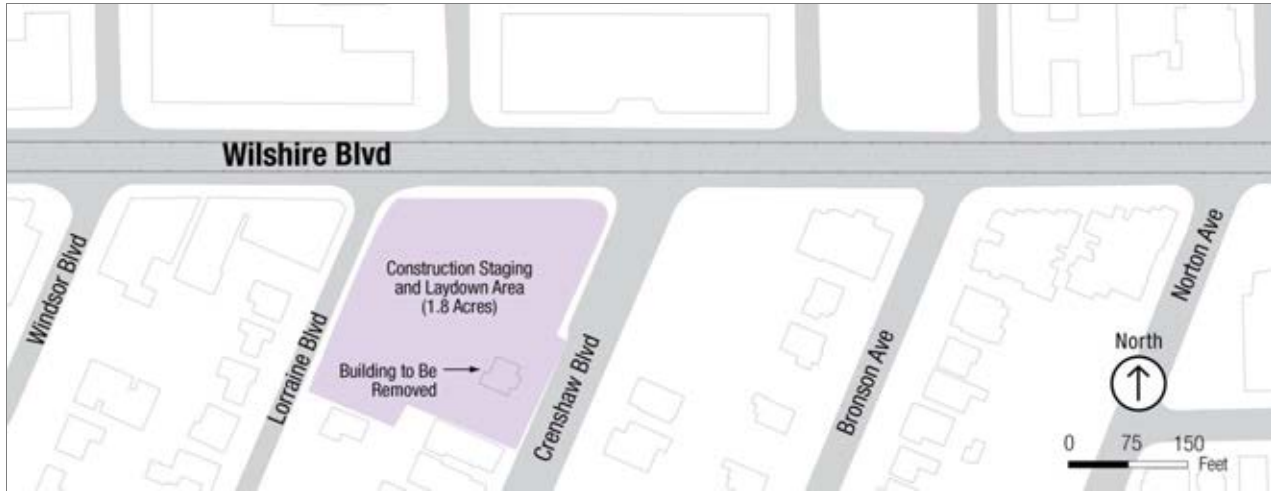 Wilshire Blvd
Construction Staging
and Laydown Area
(1.8 Acres)
Building to Be
Removed
Windsor Blvd
Lorraine Blvd
Crenshaw Blvd
Bronson Ave
Norton Ave
North
0 75 150
Feet